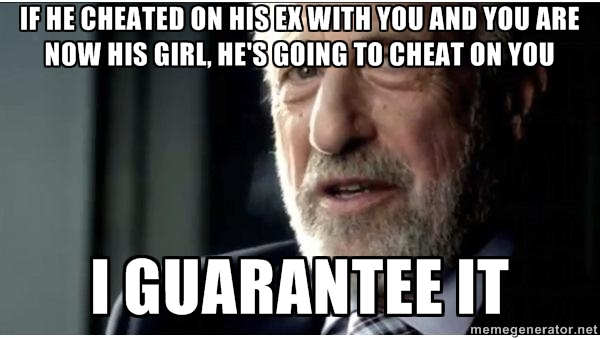 IF HE CHEATED ON HIS EX WITH YOU AND YOU ARE
NOW HIS GIRL, HE'S GOING TO CHEAT ON YOU
I GUARANTEE IT
memegenerator.net